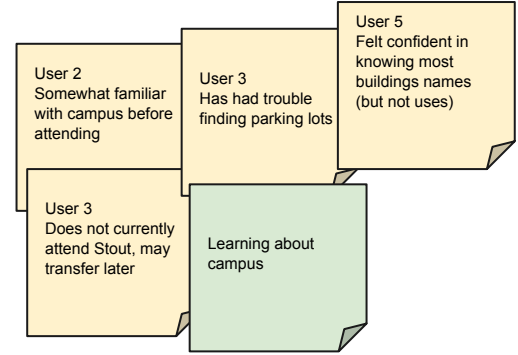 User 2
Somewhat familiar
with campus before
attending
User 3
Has had trouble
finding parking lots
User 5
Felt confident in
knowing most
buildings names
(but not uses)
User 3
Does not currently
attend Stout, may
transfer later
Learning about
campus